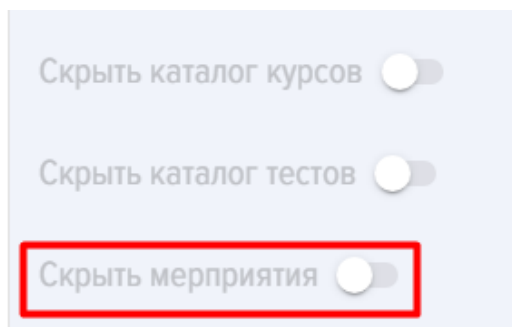 Скрыть каталог курсов
Скрыть каталог тестов
Скрыть мерприятия